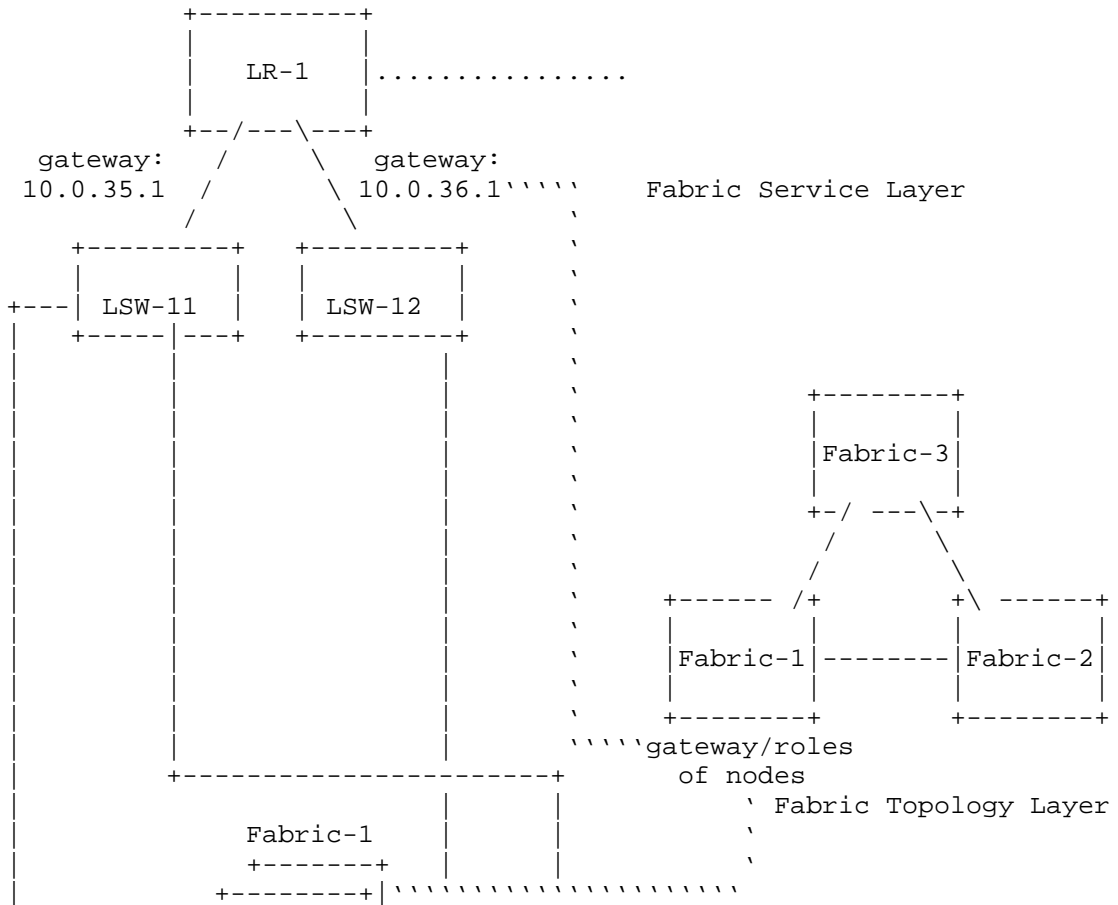 LR-1
gateway: gateway:
10.0.35.1 10.0.36.1 Fabric Service Layer
LSW-11 LSW-12
Fabric-3
Fabric-1 Fabric-2
gateway/roles
of nodes
Fabric Topology Layer
Fabric-1